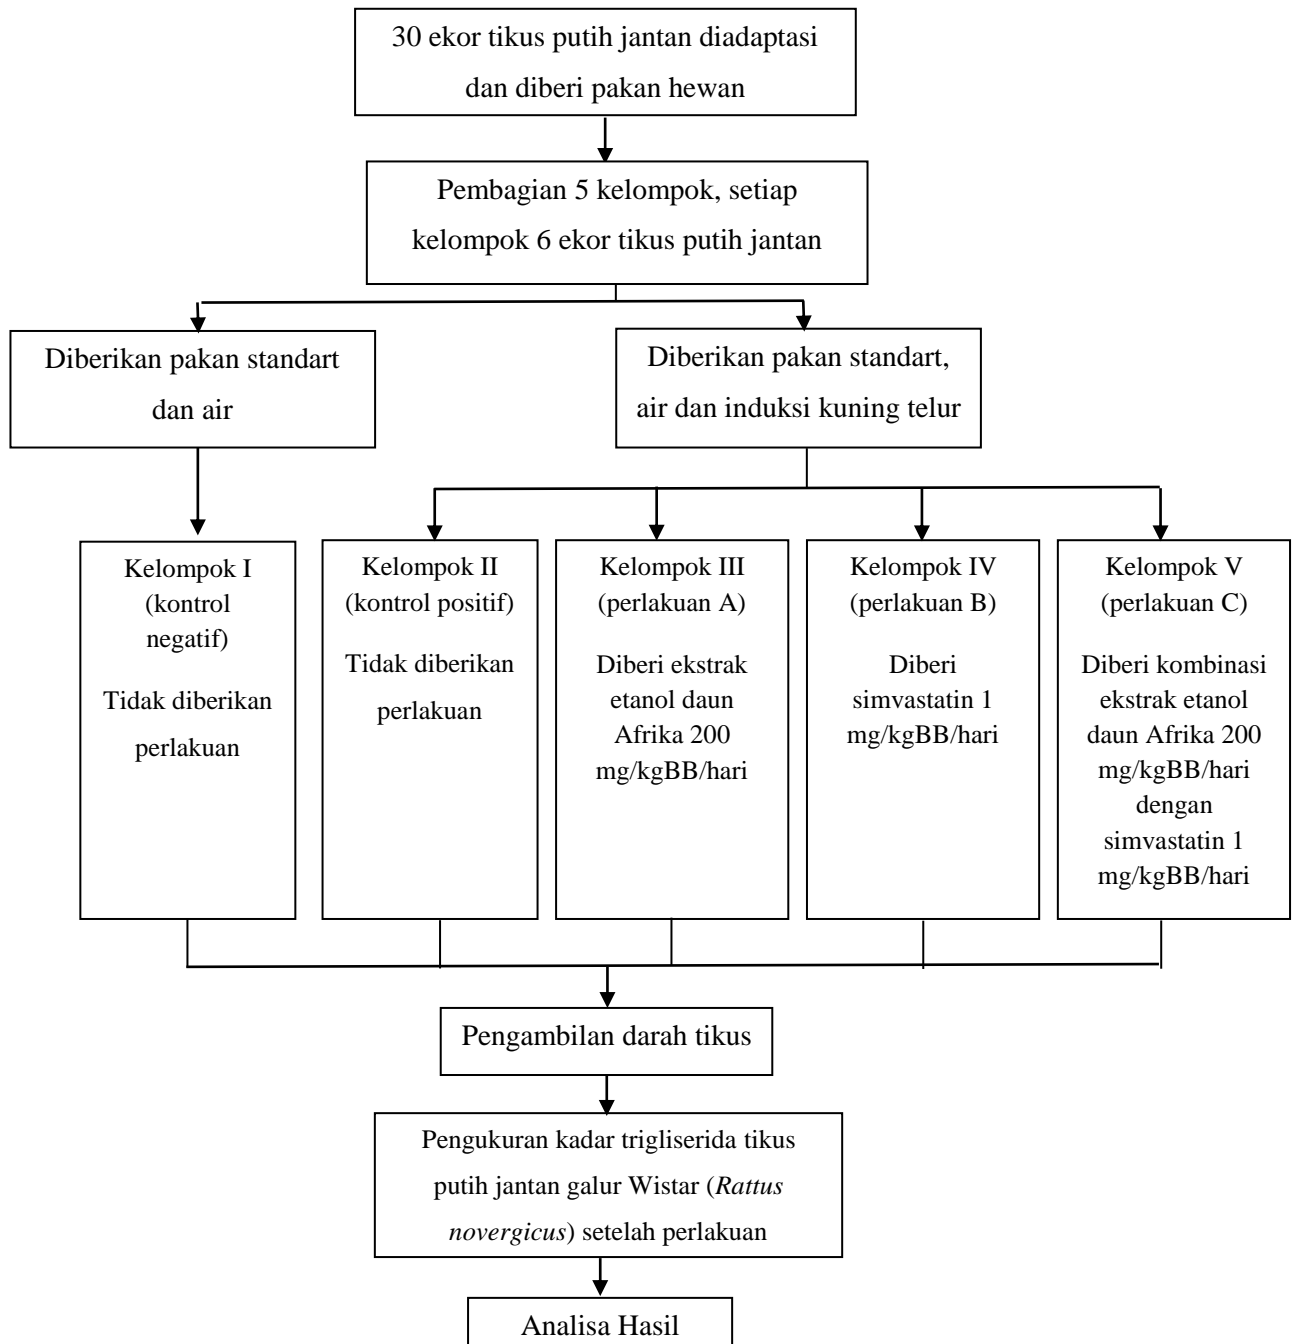 30 ekor tikus putih jantan diadaptasi
dan diberi pakan hewan
Pembagian 5 kelompok, setiap
kelompok 6 ekor tikus putih jantan
Diberikan pakan standart
dan air
Diberikan pakan standart,
air dan induksi kuning telur
Kelompok I
(kontrol
negatif)
Tidak diberikan
perlakuan
Kelompok II
(kontrol positif)
Tidak diberikan
perlakuan
Kelompok III
(perlakuan A)
Diberi ekstrak
etanol daun
Afrika 200
mg/kgBB/hari
Kelompok IV
(perlakuan B)
Diberi
simvastatin 1
mg/kgBB/hari
Kelompok V
(perlakuan C)
Diberi kombinasi
ekstrak etanol
daun Afrika 200
mg/kgBB/hari
dengan
simvastatin 1
mg/kgBB/hari
Pengambilan darah tikus
Pengukuran kadar trigliserida tikus
putih jantan galur Wistar (Rattus
novergicus) setelah perlakuan
Analisa Hasil